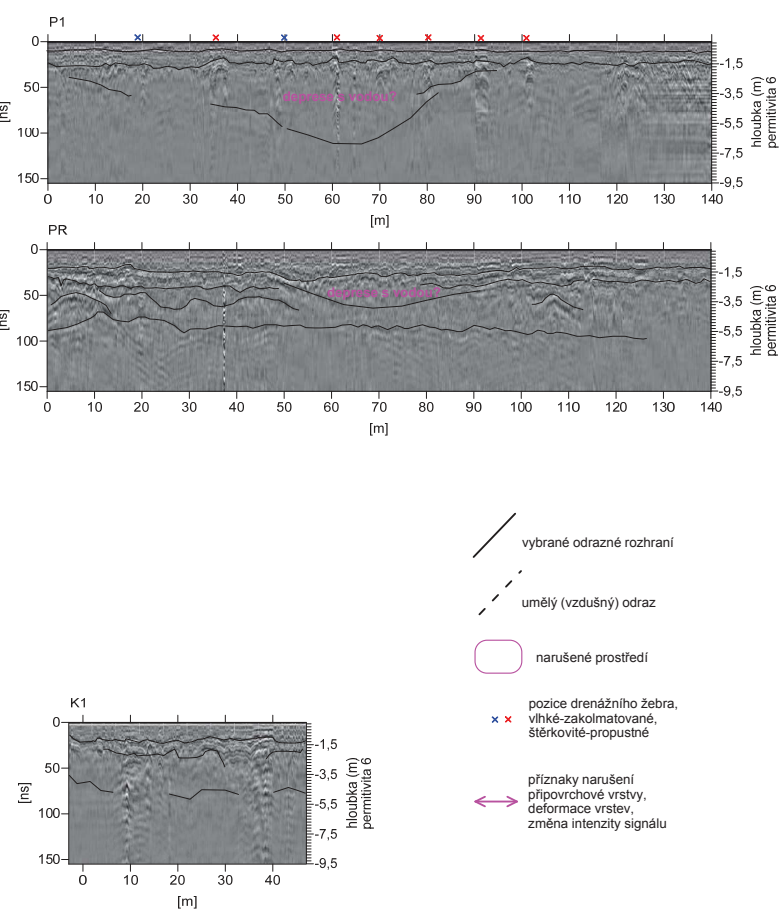 P1
0
50
100
150
[ns]
-1,5
-3,5
-5,5
-7,5
-9,5
hloubka (m)
permitivita 6
deprese s vodou?
0 10 20 30 40 50 60 70 80 90 100 110 120 130 140
[m]
PR
0
50
100
150
[ns]
-1,5
-3,5
-5,5
-7,5
-9,5
hloubka (m)
permitivita 6
deprese s vodou?
0 10 20 30 40 50 60 70 80 90 100 110 120 130 140
[m]
vybrané odrazné rozhraní
umělý (vzdušný) odraz
narušené prostředí
pozice drenážního žebra,
vlhké-zakolmatované,
štěrkovité-propustné
příznaky narušení
připovrchové vrstvy,
deformace vrstev,
změna intenzity signálu
K1
0
50
100
150
[ns]
-1,5
-3,5
-5,5
-7,5
-9,5
hloubka (m)
permitivita 6
0 10 20 30 40
[m]